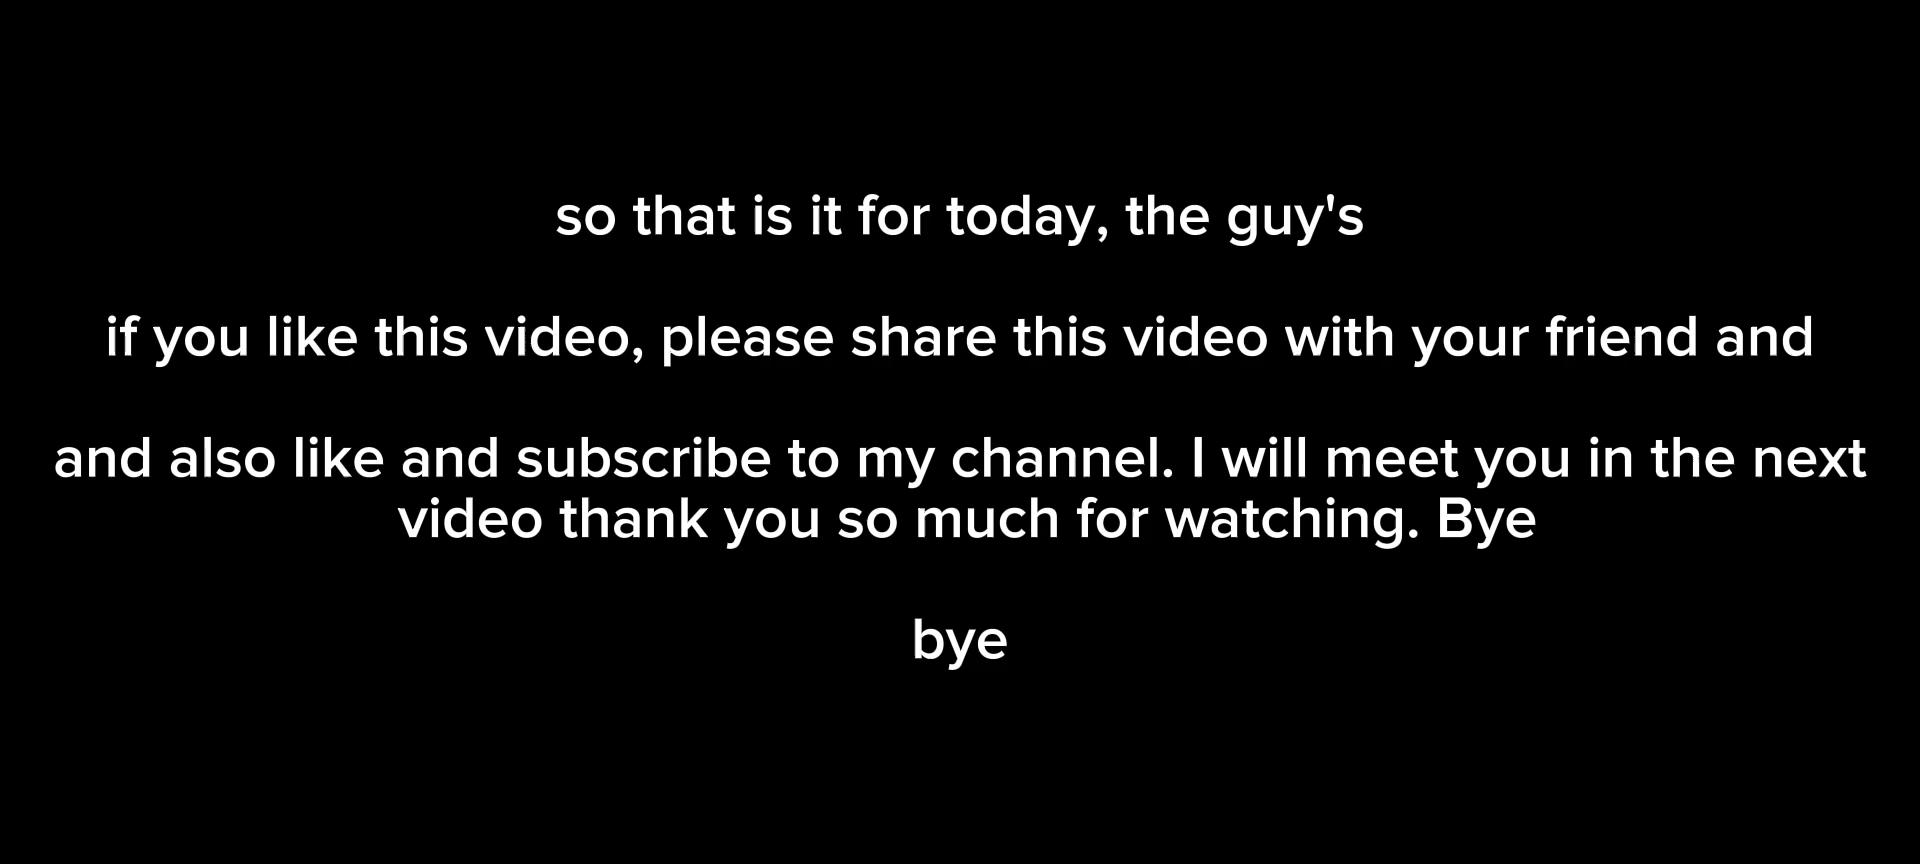 so that is it for today, the guy's
if you like this video, please share this video with your friend and
and also like and subscribe to my channel. I will meet you in the next
video thank you so much for watching. Bye
bye